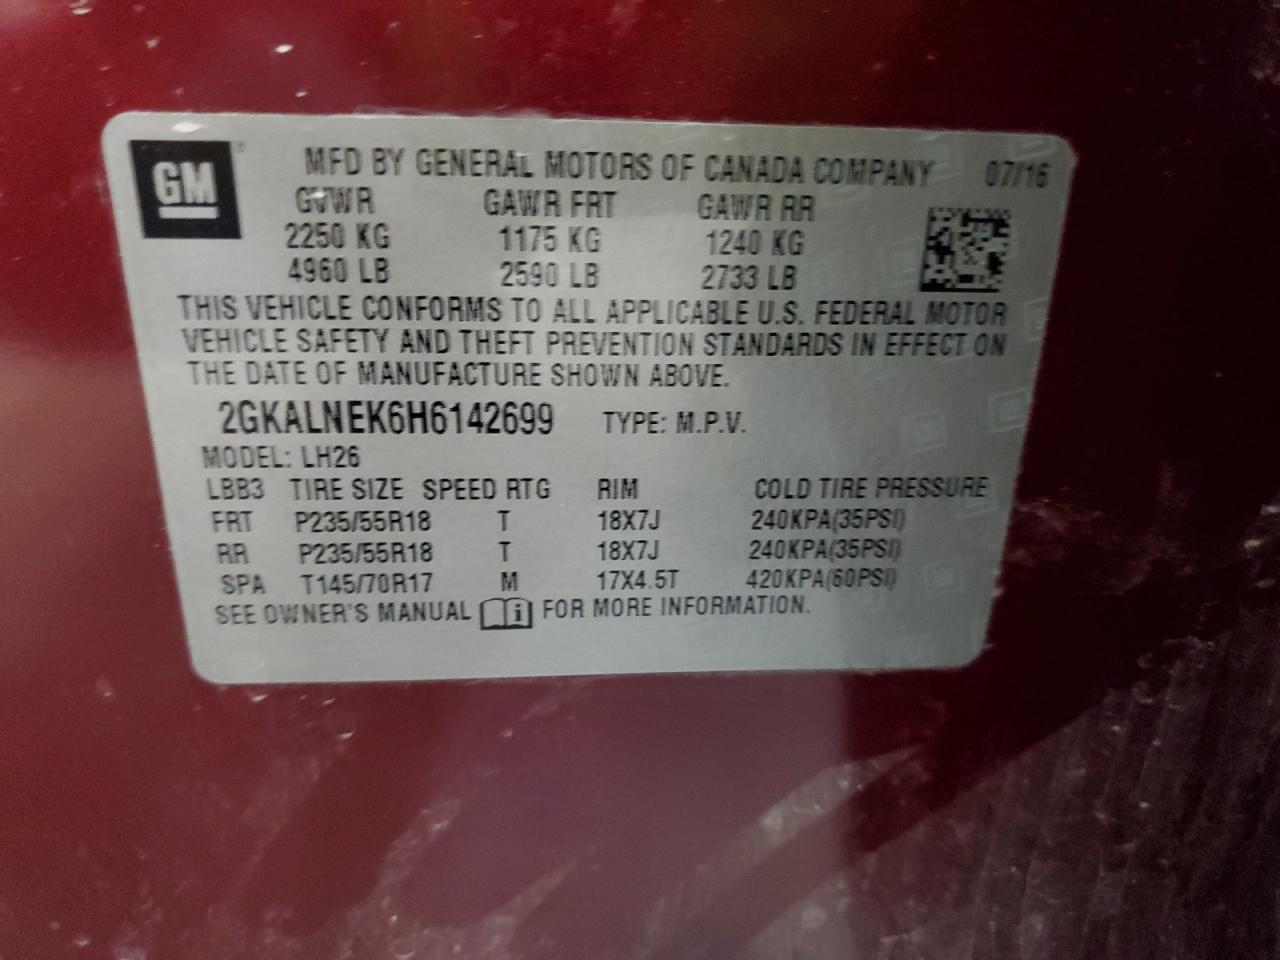 GM ® MFD BY GENERAL MOTORS OF CANADA COMPANY 07/16
GVWR GAWR FRT GAWR RR
2250 KG 1175 KG 1240 KG
4960 LB 2590 LB 2733 LB
THIS VEHICLE CONFORMS TO ALL APPLICABLE U.S. FEDERAL MOTOR
VEHICLE SAFETY AND THEFT PREVENTION STANDARDS IN EFFECT ON
THE DATE OF MANUFACTURE SHOWN ABOVE.
2GKALNEK6H6142699 TYPE: M.P.V.
MODEL: LH26
LBB3 TIRE SIZE SPEED RTG RIM COLD TIRE PRESSURE
FRT P235/55R18 T 18X7J 240KPA(35PSI)
RR P235/55R18 T 18X7J 240KPA(35PSI)
SPA T145/70R17 M 17X4.5T 420KPA(60PSI)
SEE OWNER'S MANUAL i FOR MORE INFORMATION.